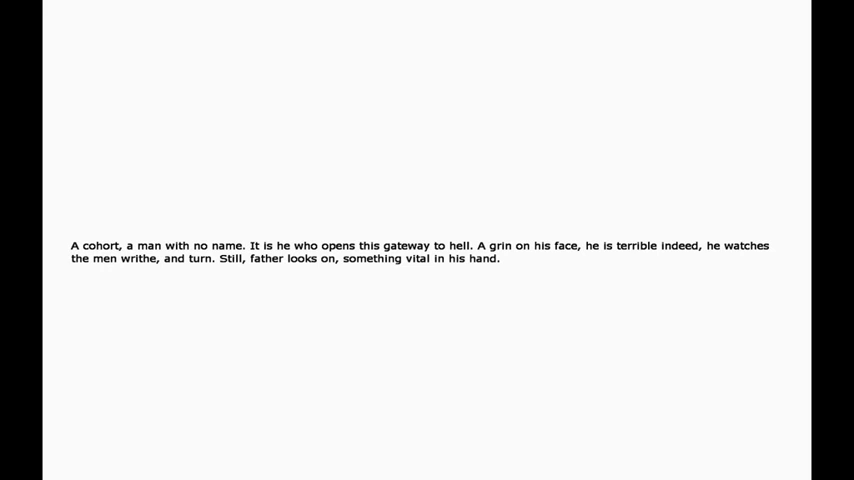 A cohort, a man with no name. It is he who opens this gateway to hell. A grin on his face, he is terrible indeed, he watches
the men writhe, and turn. Still, father looks on, something vital in his hand.